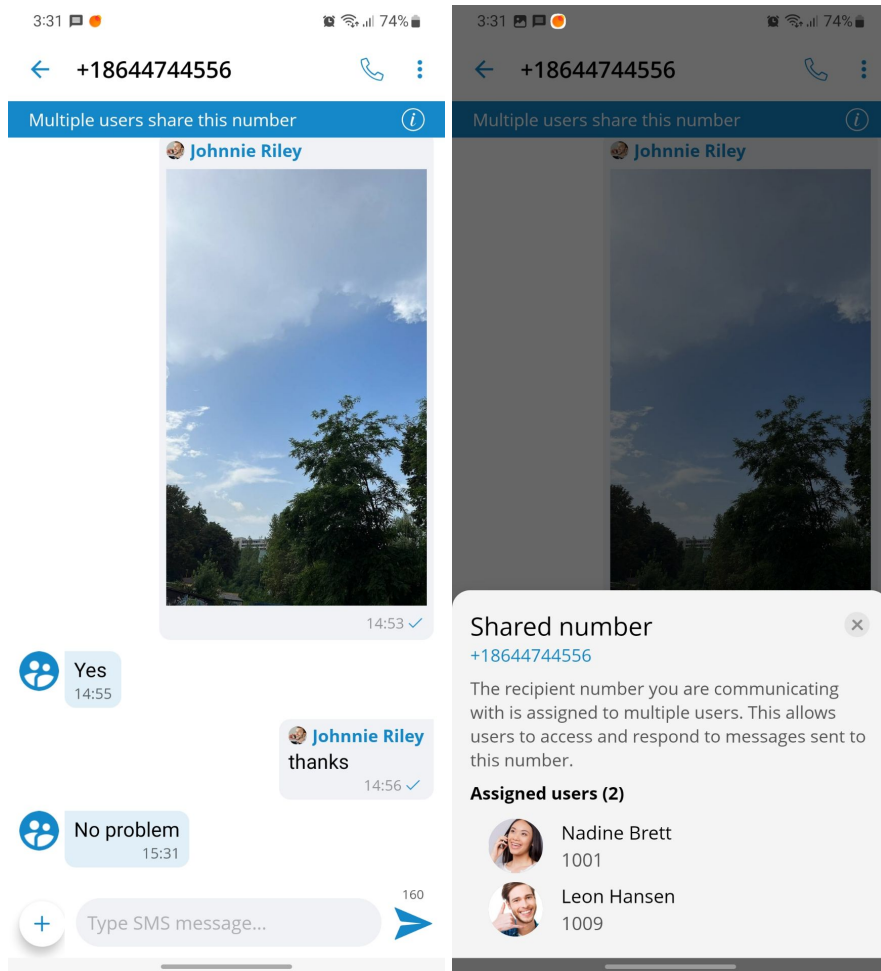 3:31
74%
+18644744556
Multiple users share this number
i
Johnnie Riley
14:53
Yes
14:55
Johnnie Riley
thanks
14:56
No problem
15:31
160
+
Type SMS message...
3:31
74%
+18644744556
Multiple users share this number
i
Johnnie Riley
Shared number
+18644744556
The recipient number you are communicating
with is assigned to multiple users. This allows
users to access and respond to messages sent to
this number.
Assigned users (2)
Nadine Brett
1001
Leon Hansen
1009